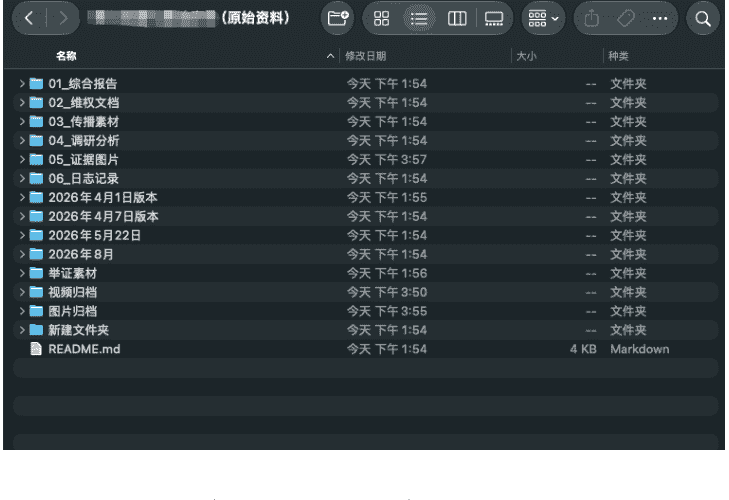 （原始资料）
名称 修改日期 大小 种类
01_综合报告 今天 下午 1:54 -- 文件夹
02_维权文档 今天 下午 1:54 -- 文件夹
03_传播素材 今天 下午 1:54 -- 文件夹
04_调研分析 今天 下午 1:54 -- 文件夹
05_证据图片 今天 下午 3:57 -- 文件夹
06_日志记录 今天 下午 1:54 -- 文件夹
2026年4月1日版本 今天 下午 1:55 -- 文件夹
2026年4月7日版本 今天 下午 1:54 -- 文件夹
2026年5月22日 今天 下午 1:54 -- 文件夹
2026年8月 今天 下午 1:54 -- 文件夹
举证素材 今天 下午 1:56 -- 文件夹
视频归档 今天 下午 3:50 -- 文件夹
图片归档 今天 下午 3:55 -- 文件夹
新建文件夹 今天 下午 1:54 -- 文件夹
README.md 今天 下午 1:54 4 KB Markdown